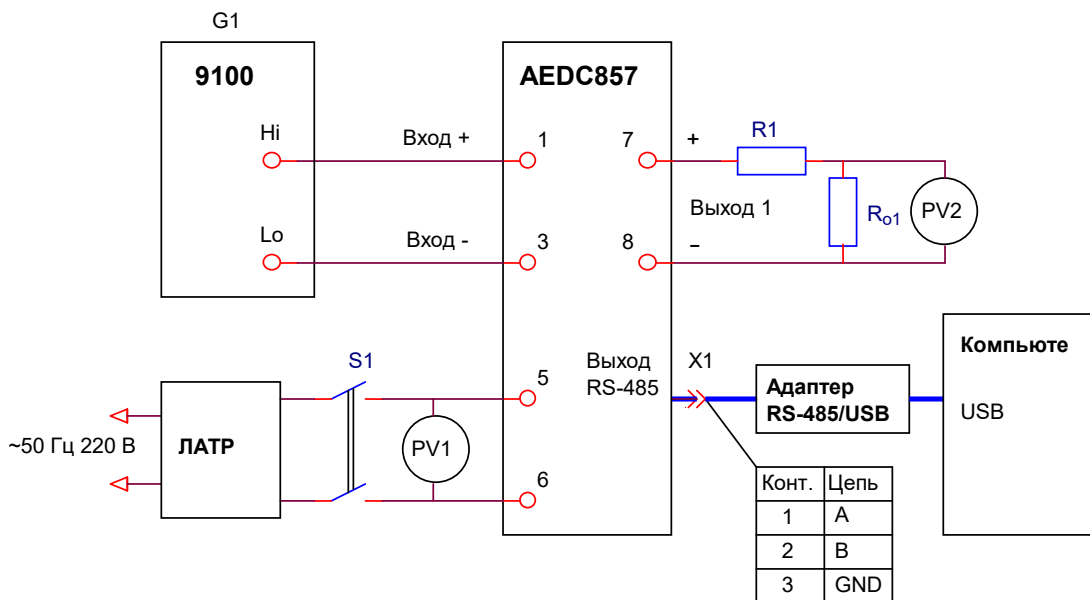 G1
9100
Hi
Lo
Вход +
Вход -
AEDC857
1
3
7
8
+
–
R1
Ro1
PV2
Выход 1
S1
5
6
ЛАТР
~50 Гц 220 В
PV1
Выход
RS-485
X1
Адаптер
RS-485/USB
Компьюте
USB
Конт. Цепь
1 A
2 B
3 GND